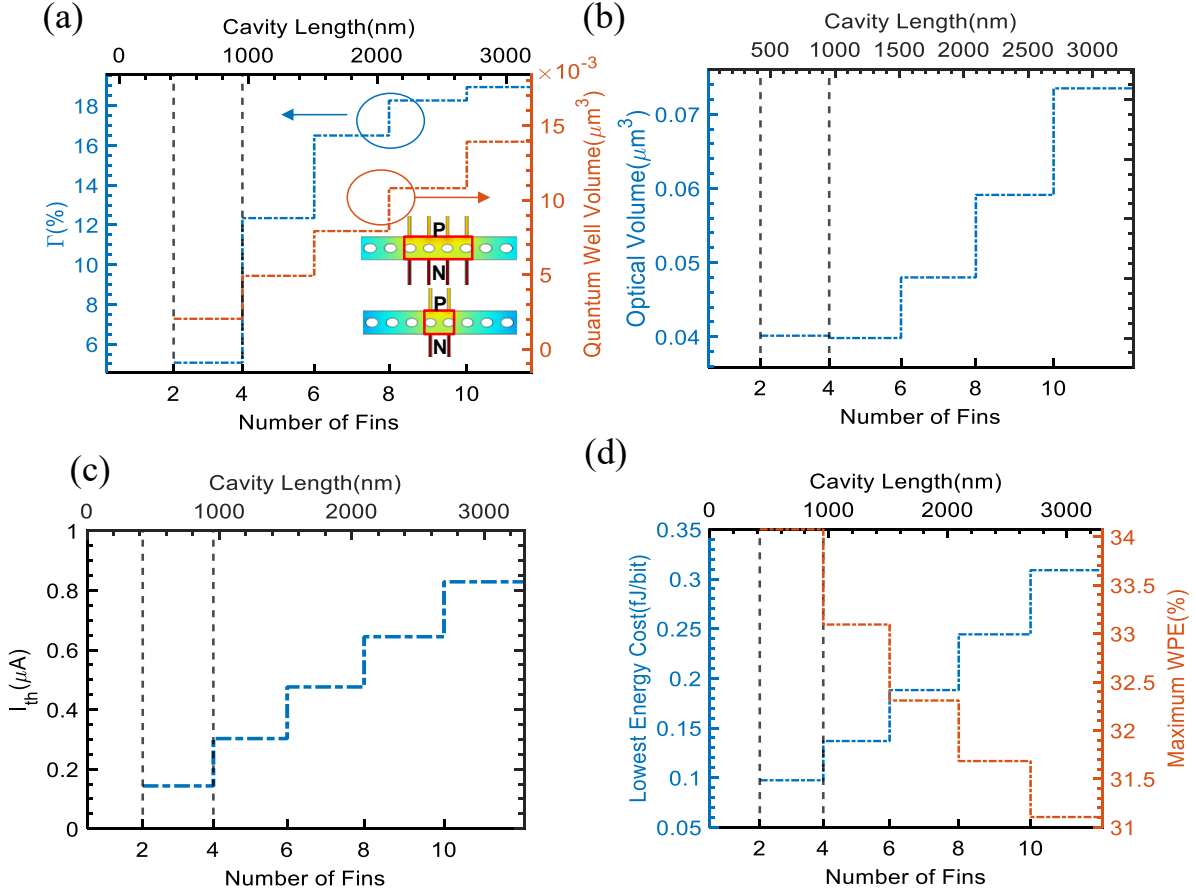 (a)
Cavity Length(nm)
0 1000 2000 3000
×10⁻³
18
16
14
12
10
8
6
Γ(%)
15
10
5
0
Quantum Well Volume(μm³)
P
N
P
N
2 4 6 8 10
Number of Fins
(b)
Cavity Length(nm)
500 1000 1500 2000 2500 3000
0.07
0.06
0.05
0.04
Optical Volume(μm³)
2 4 6 8 10
Number of Fins
(c)
Cavity Length(nm)
0 1000 2000 3000
1
0.8
0.6
0.4
0.2
0
I_th(μA)
2 4 6 8 10
Number of Fins
(d)
Cavity Length(nm)
0 1000 2000 3000
0.35
0.3
0.25
0.2
0.15
0.1
0.05
Lowest Energy Cost(fJ/bit)
34
33.5
33
32.5
32
31.5
31
Maximum WPE(%)
2 4 6 8 10
Number of Fins